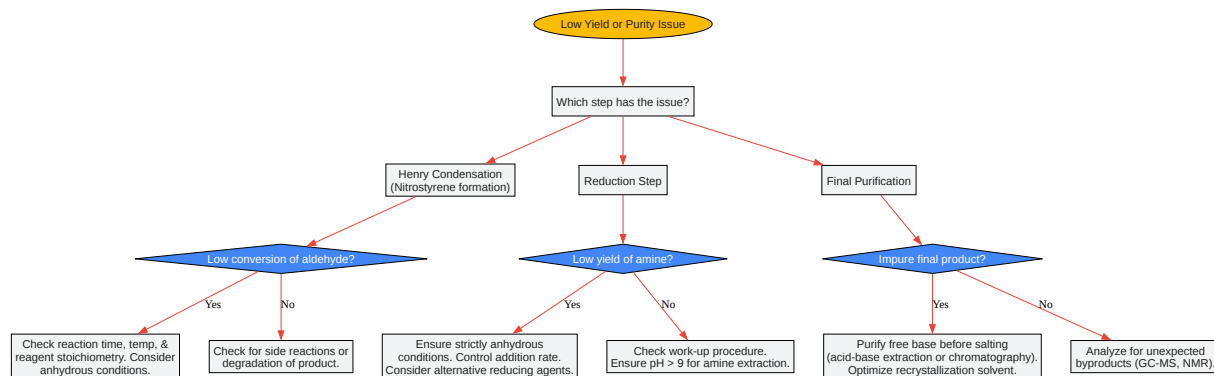 Low Yield or Purity Issue
Which step has the issue?
Henry Condensation
(Nitrostyrene formation)
Reduction Step
Final Purification
Low conversion of aldehyde?
Low yield of amine?
Impure final product?
Yes
No
Yes
No
Yes
No
Check reaction time, temp, &
reagent stoichiometry. Consider
anhydrous conditions.
Check for side reactions or
degradation of product.
Ensure strictly anhydrous
conditions. Control addition rate.
Consider alternative reducing agents.
Check work-up procedure.
Ensure pH > 9 for amine extraction.
Purify free base before salting
(acid-base extraction or chromatography).
Optimize recrystallization solvent.
Analyze for unexpected
byproducts (GC-MS, NMR).